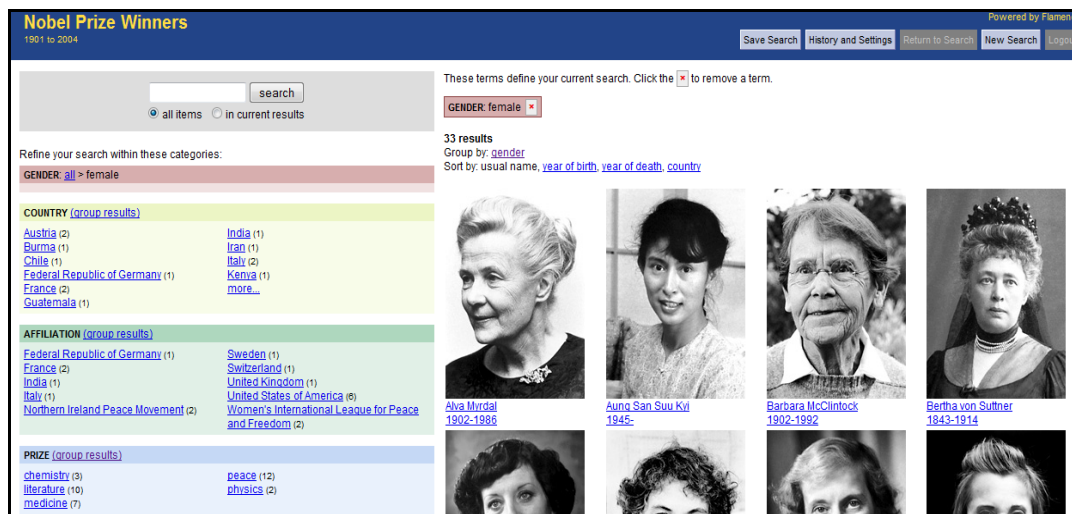 Nobel Prize Winners
1901 to 2004
Powered by
Save Search History and Settings Return to Search New Search
search
all items in current results
Refine your search within these categories:
GENDER: all > female
COUNTRY (group results)
Austria (2) India (1)
Burma (1) Iran (1)
Chile (1) Italy (2)
Federal Republic of Germany (1) Kenya (1)
France (2) more...
Guatemala (1)
AFFILIATION (group results)
Federal Republic of Germany (1) Sweden (1)
France (2) Switzerland (1)
India (1) United Kingdom (1)
Italy (1) United States of America (6)
Northern Ireland Peace Movement (2) Women's International League for Peace
and Freedom (2)
PRIZE (group results)
chemistry (3) peace (12)
literature (10) physics (2)
medicine (7)
These terms define your current search. Click the × to remove a term.
GENDER: female ×
33 results
Group by: gender
Sort by: usual name, year of birth, year of death, country
Alva Myrdal Aung San Suu Kyi Barbara McClintock Bertha von Suttner
1902-1986 1945- 1902-1992 1843-1914